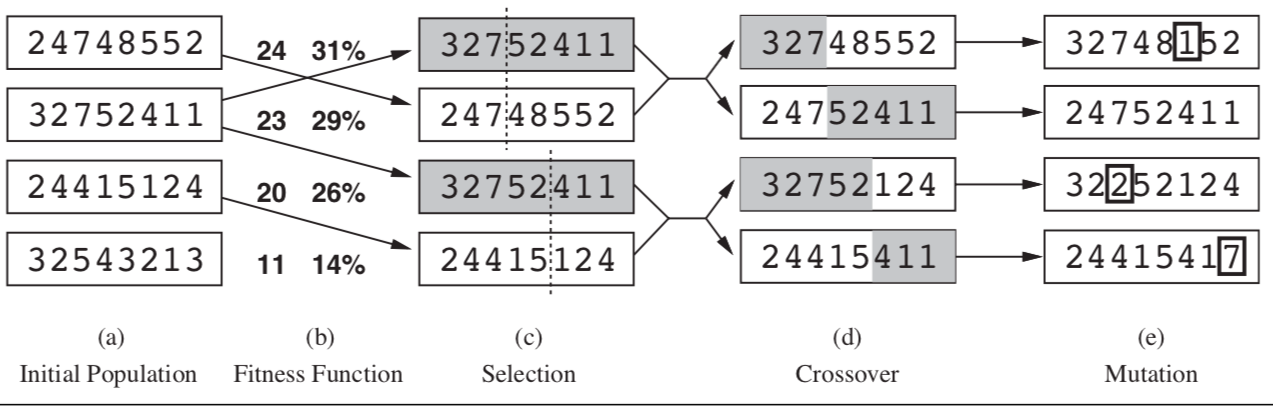 24748552 24 31% 32752411 32748552 32748152
32752411 23 29% 24748552 24752411 24752411
24415124 20 26% 32752411 32752124 32252124
32543213 11 14% 24415124 24415411 24415417
(a) (b) (c) (d) (e)
Initial Population Fitness Function Selection Crossover Mutation